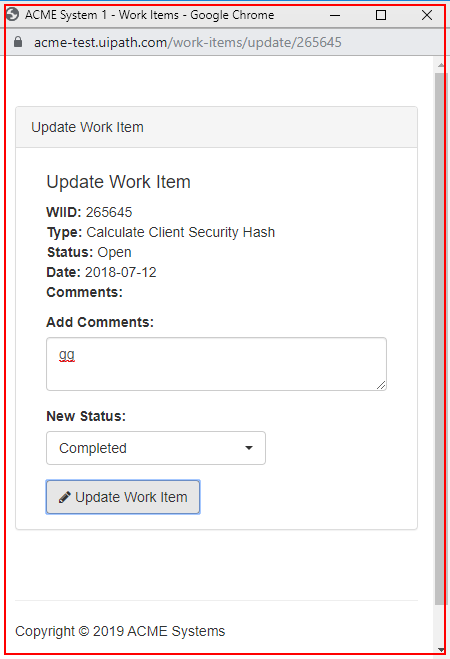 ACME System 1 - Work Items - Google Chrome
acme-test.uipath.com/work-items/update/265645
Update Work Item
Update Work Item
WIID: 265645
Type: Calculate Client Security Hash
Status: Open
Date: 2018-07-12
Comments:
Add Comments:
gg
New Status:
Completed
Update Work Item
Copyright © 2019 ACME Systems